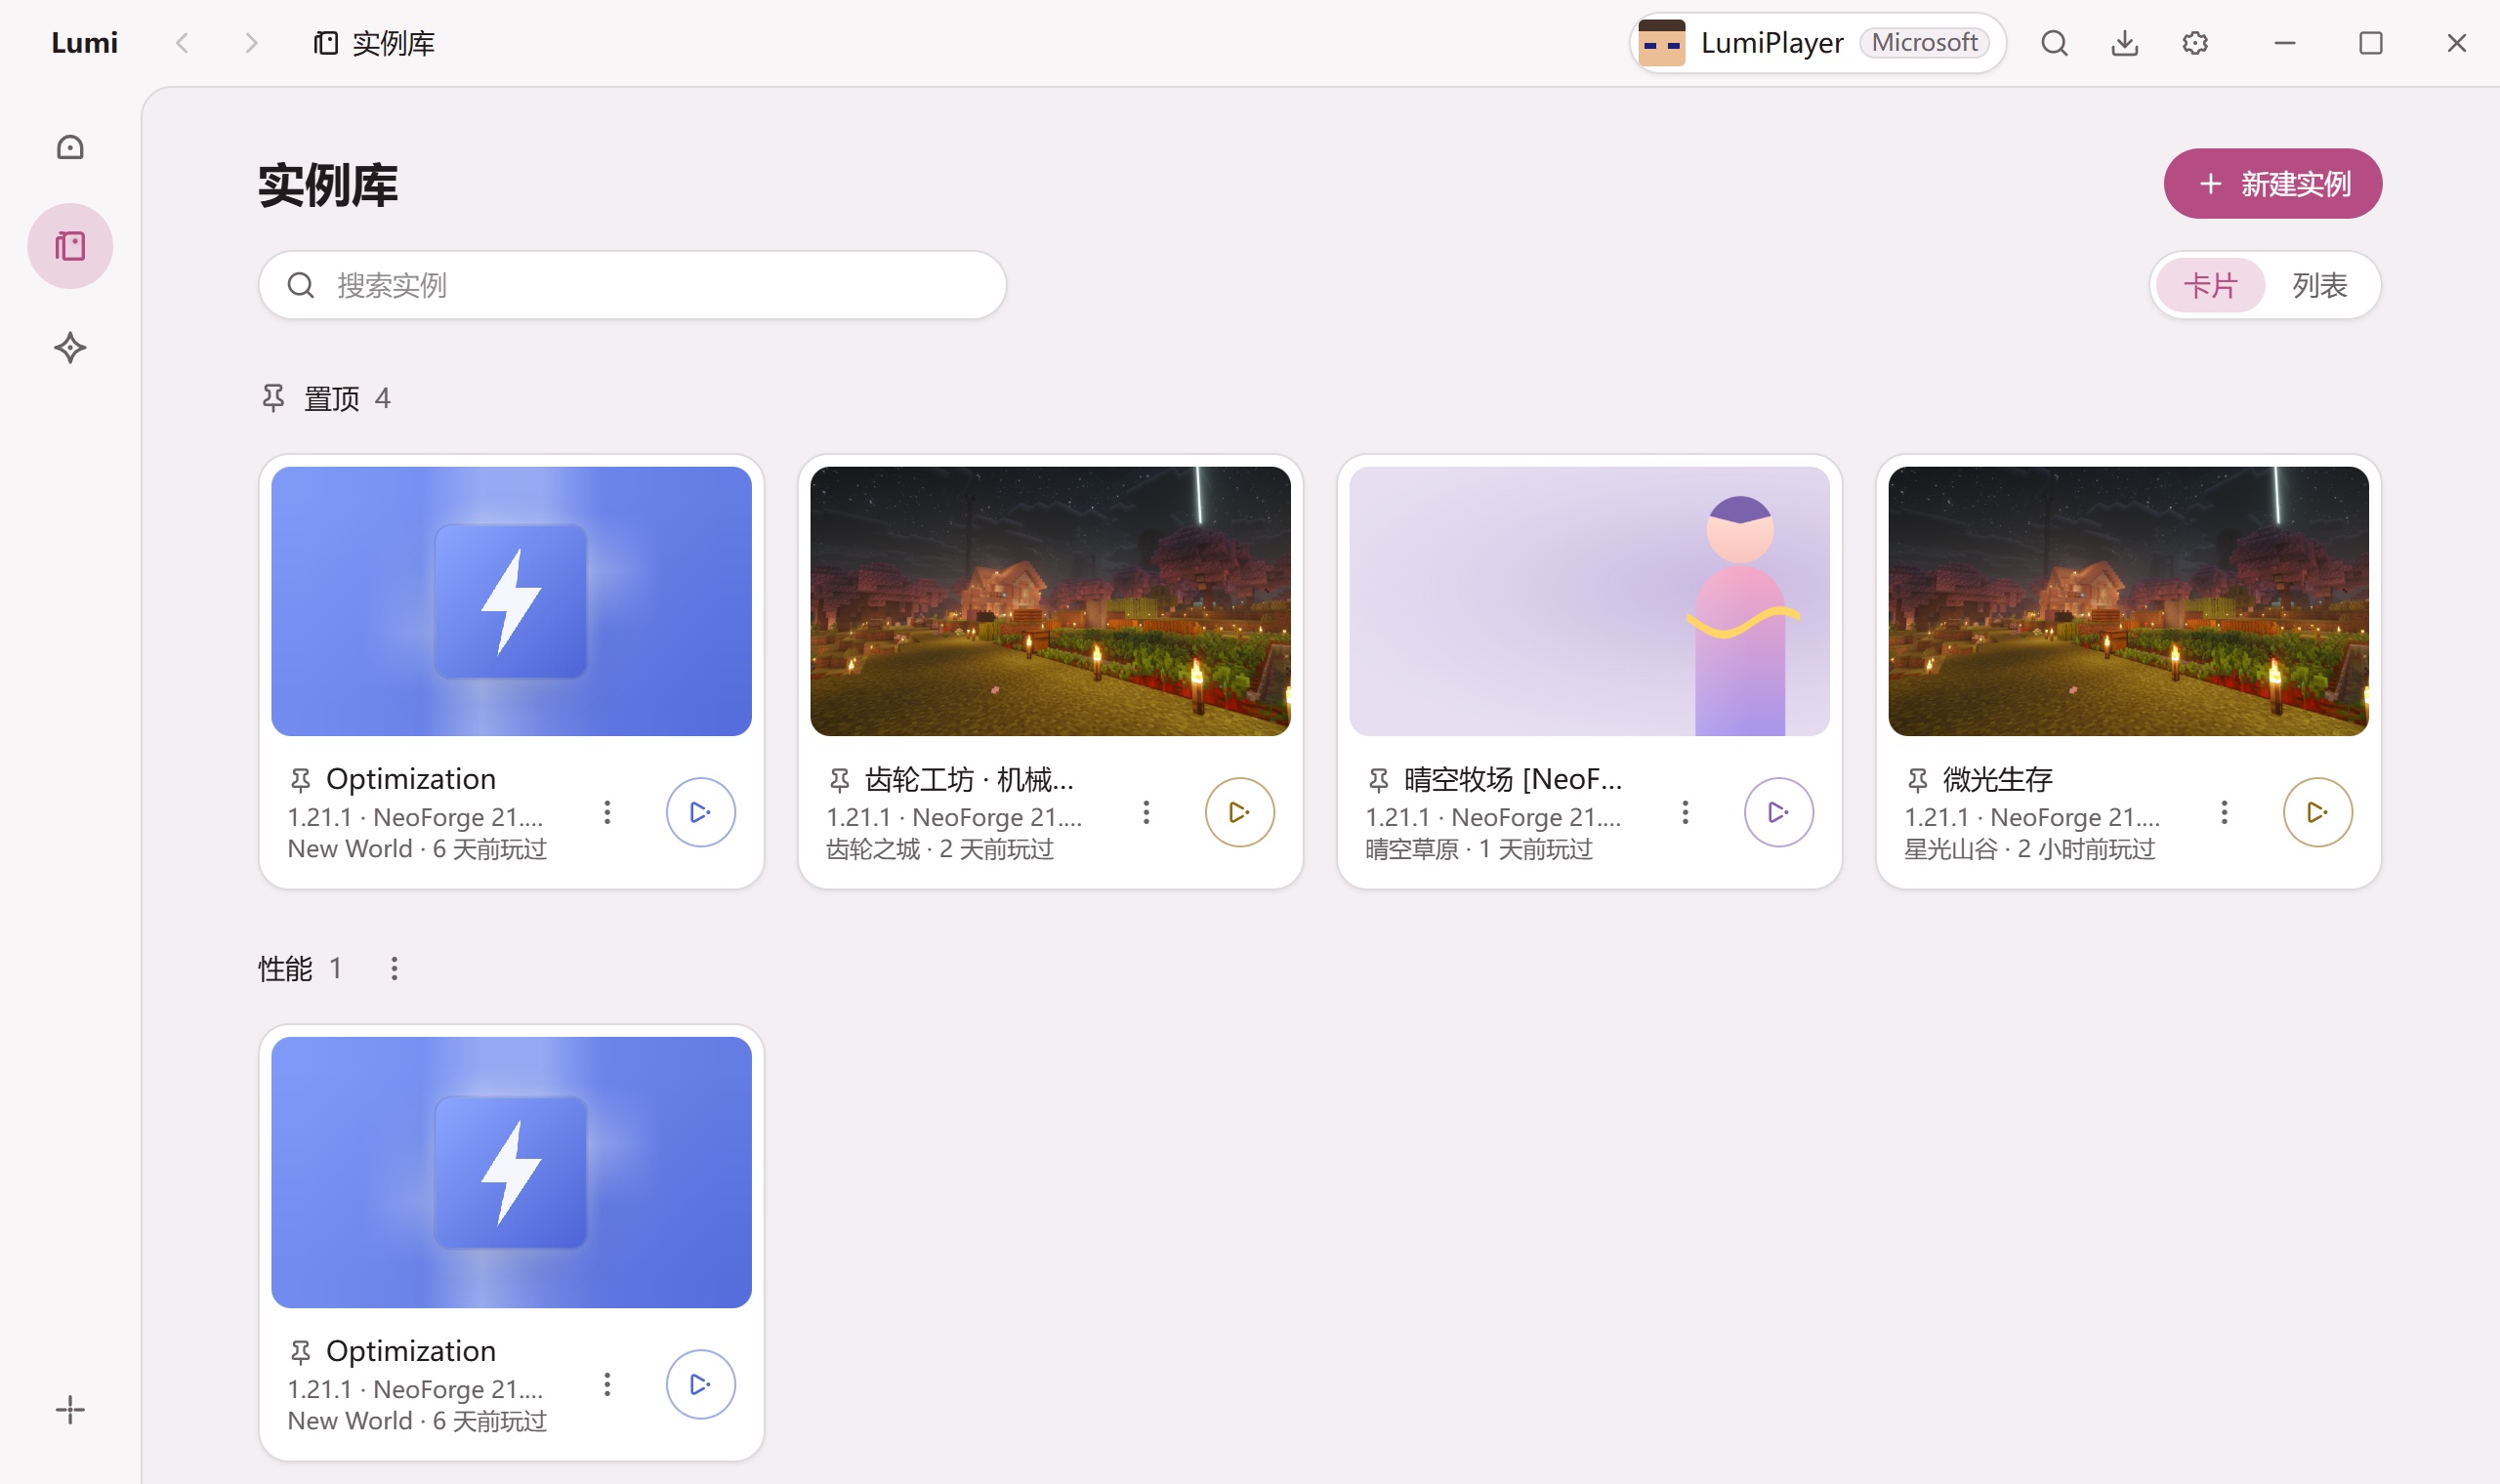 Lumi
实例库
LumiPlayer Microsoft
实例库
新建实例
搜索实例
卡片 列表
置顶 4
Optimization
1.21.1 · NeoForge 21....
New World · 6 天前玩过
齿轮工坊 · 机械...
1.21.1 · NeoForge 21....
齿轮之城 · 2 天前玩过
晴空牧场 [NeoF...
1.21.1 · NeoForge 21....
晴空草原 · 1 天前玩过
微光生存
1.21.1 · NeoForge 21....
星光山谷 · 2 小时前玩过
性能 1
Optimization
1.21.1 · NeoForge 21....
New World · 6 天前玩过